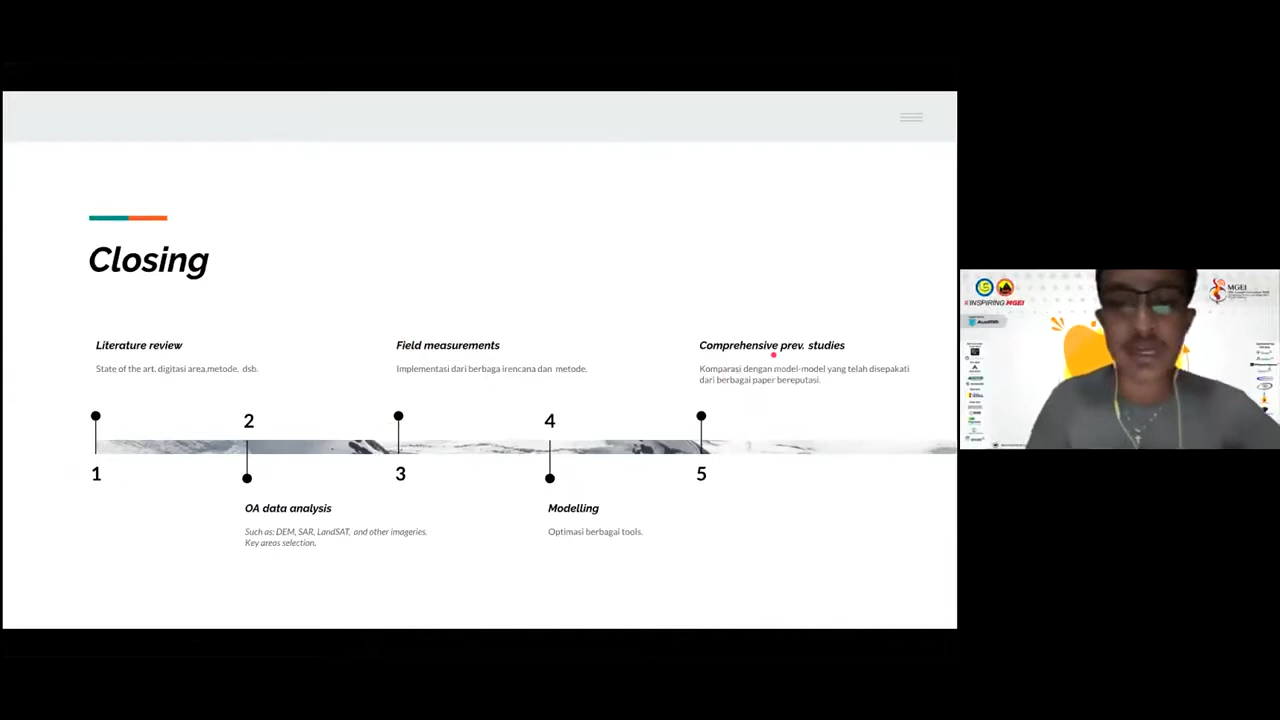 Closing
Literature review
State of the art, digitasi area, metode, dsb.
Field measurements
Implementasi dari berbaga irencana dan metode.
Comprehensive prev. studies
Komparasi dengan model-model yang telah disepakati
dari berbagai paper bereputasi.
2
4
1
3
5
OA data analysis
Such as: DEM, SAR, LandSAT, and other imageries.
Key areas selection.
Modelling
Optimasi berbagai tools.
#INSPIRING MGEI
MGEI